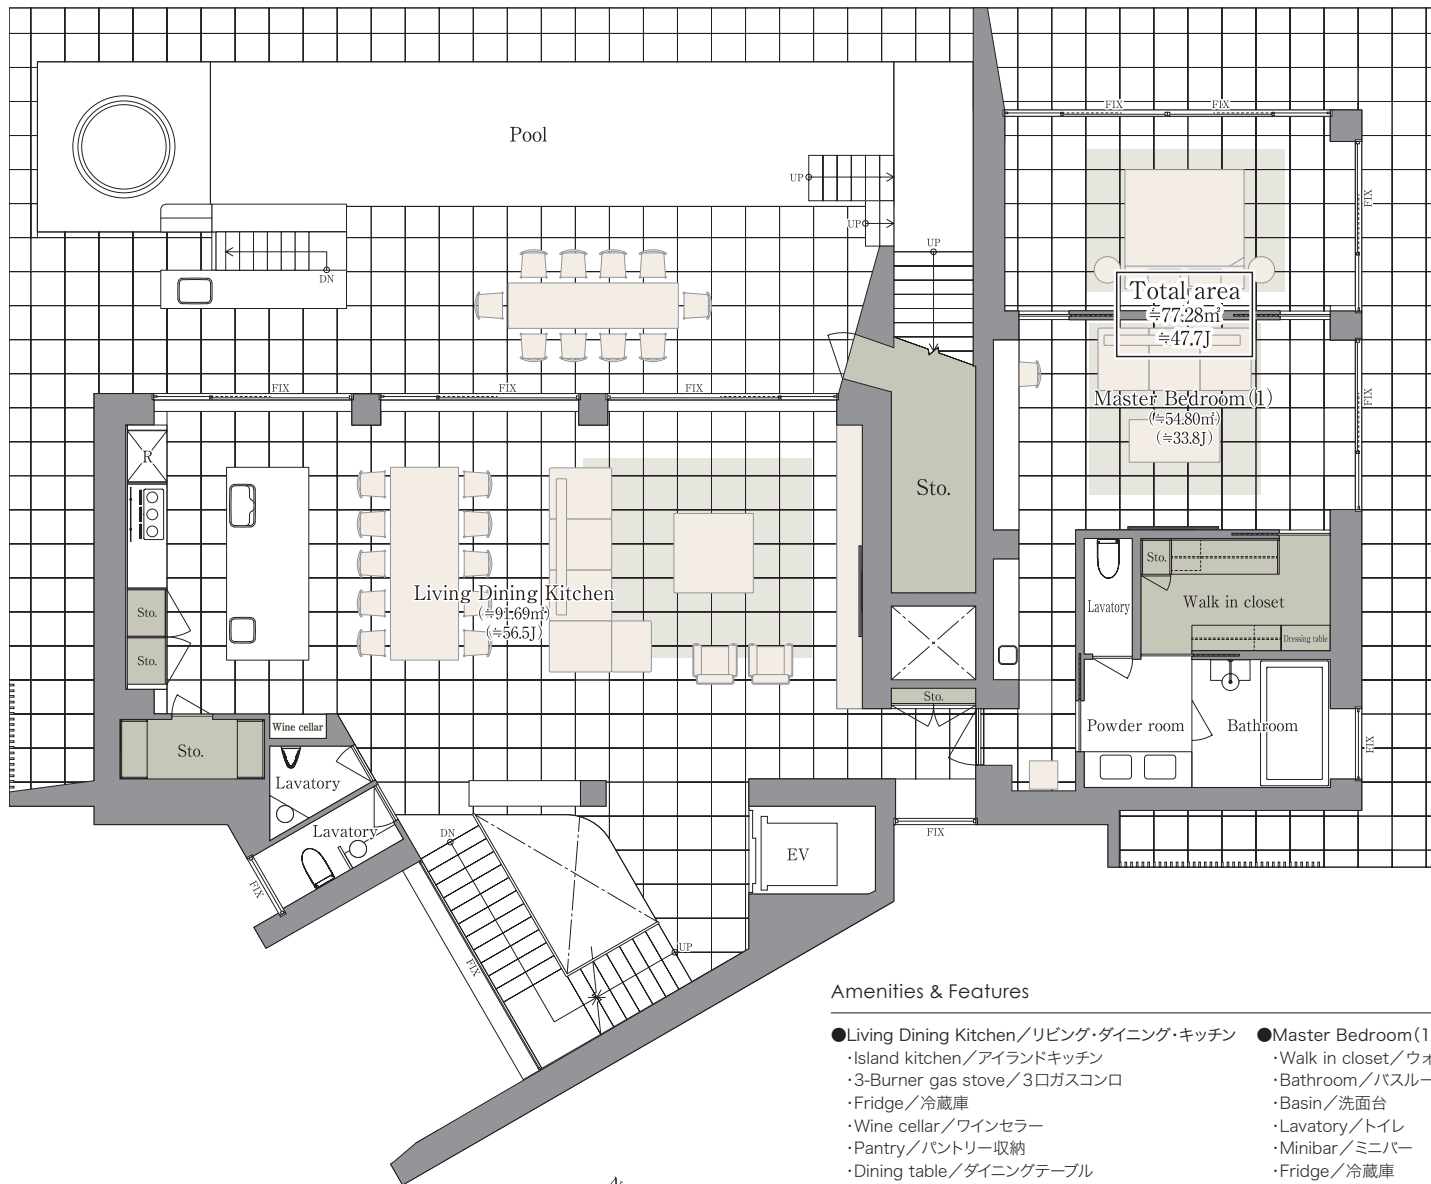 Pool
UP
UP
UP
DN
FIX
FIX
FIX
Total area
≒77.28㎡
≒47.7J
FIX
FIX
FIX
R
Sto.
Master Bedroom(1)
(≒54.80㎡)
(≒33.8J)
FIX
Living Dining Kitchen
(≒91.69㎡)
(≒56.5J)
Sto.
Sto.
Lavatory
Sto.
Walk in closet
Dressing table
Sto.
Wine cellar
Powder room
Bathroom
FIX
Sto.
Lavatory
Lavatory
FIX
DN
EV
FIX
UP
FIX
Amenities & Features
●Living Dining Kitchen／リビング・ダイニング・キッチン
・Island kitchen／アイランドキッチン
・3-Burner gas stove／3口ガスコンロ
・Fridge／冷蔵庫
・Wine cellar／ワインセラー
・Pantry／パントリー収納
・Dining table／ダイニングテーブル
●Master Bedroom(1
・Walk in closet／ウォ
・Bathroom／バスルー
・Basin／洗面台
・Lavatory／トイレ
・Minibar／ミニバー
・Fridge／冷蔵庫